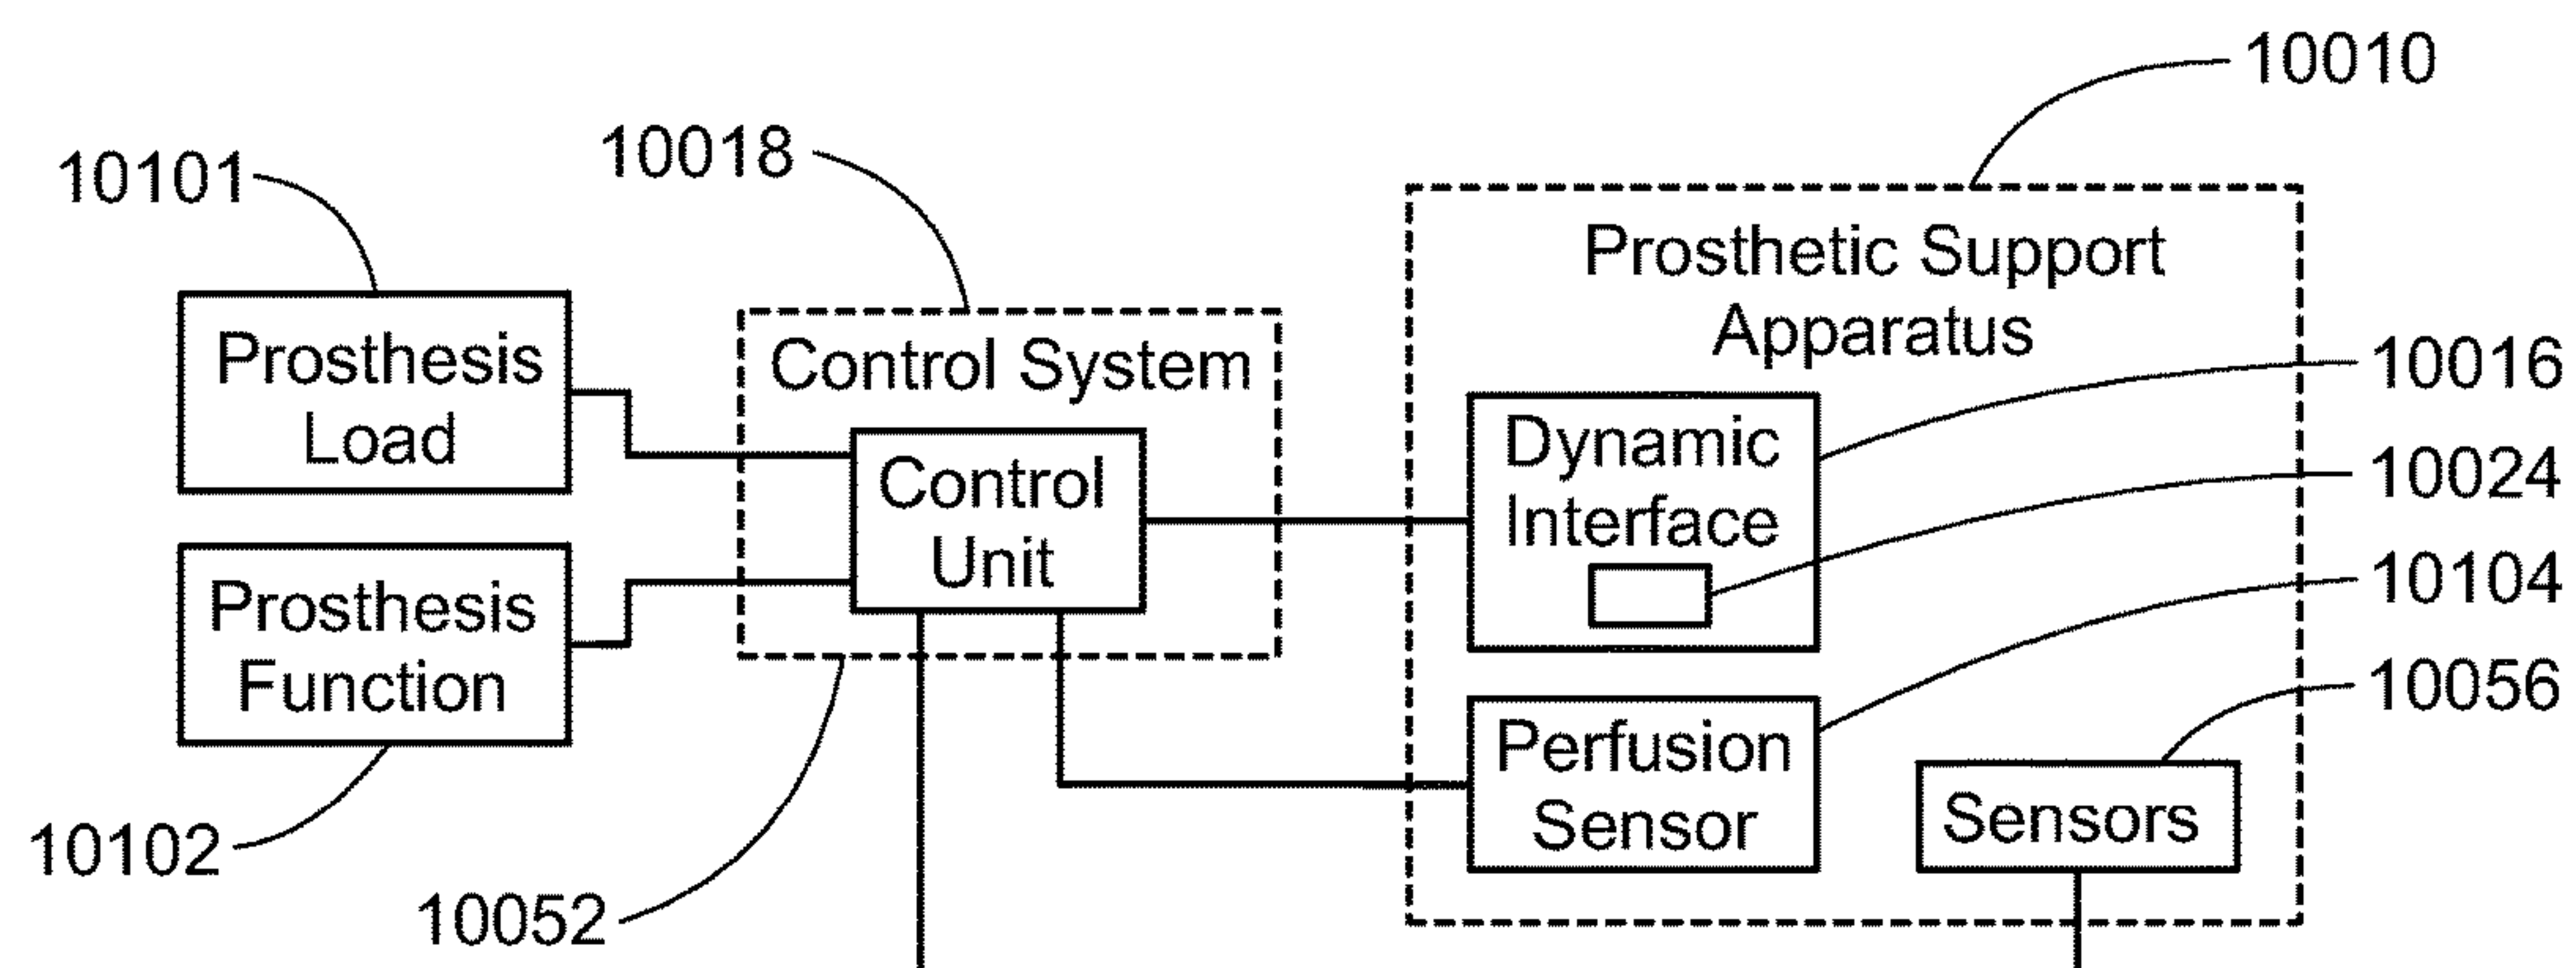 10010
10018
10101
Prosthetic Support
Apparatus
Prosthesis
Load
Control System
10016
Control
Unit
Dynamic
Interface
10024
Prosthesis
Function
10104
10056
Perfusion
Sensor
Sensors
10102
10052